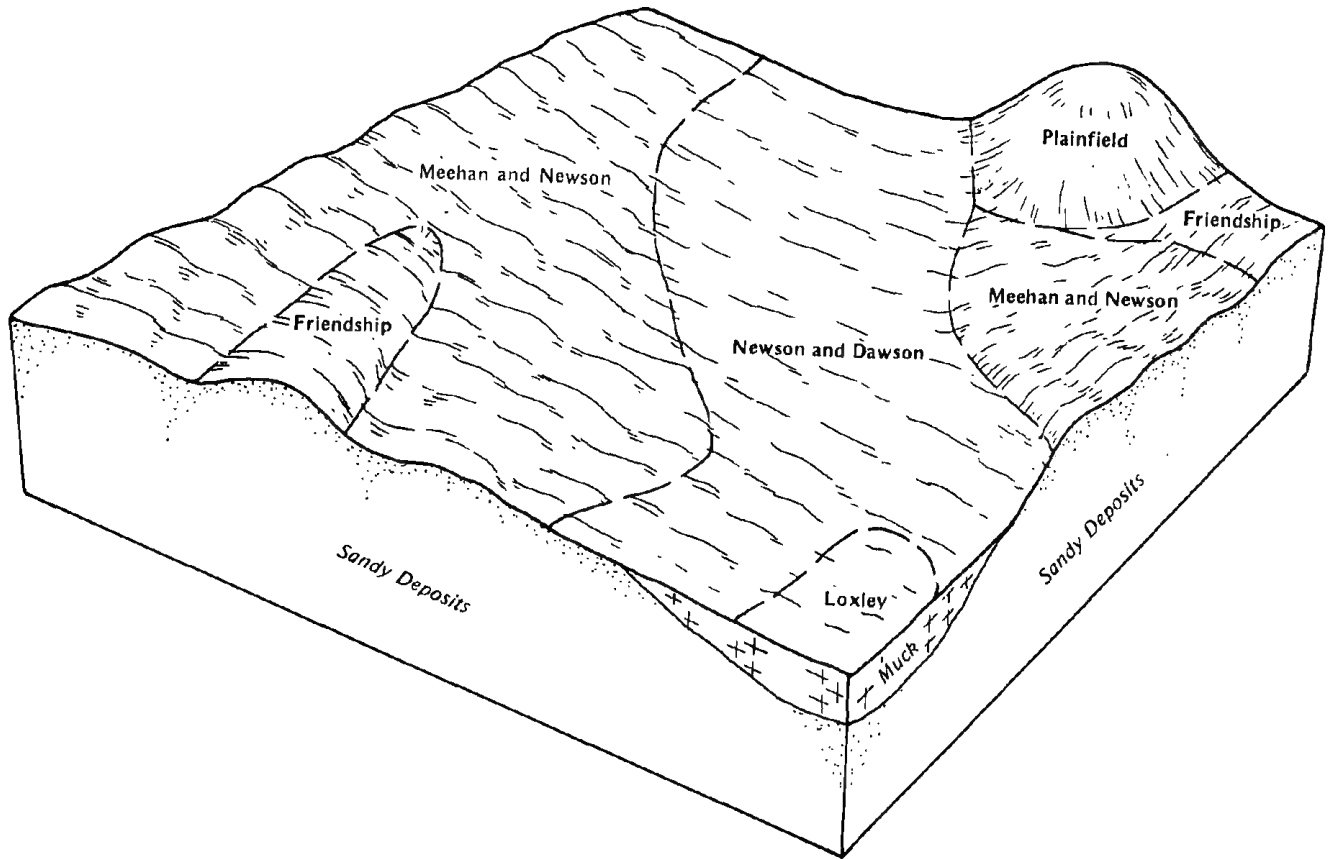 Plainfield
Meehan and Newson
Friendship
Meehan and Newson
Friendship
Newson and Dawson
Sandy Deposits
Sandy Deposits
Loxley
Muck